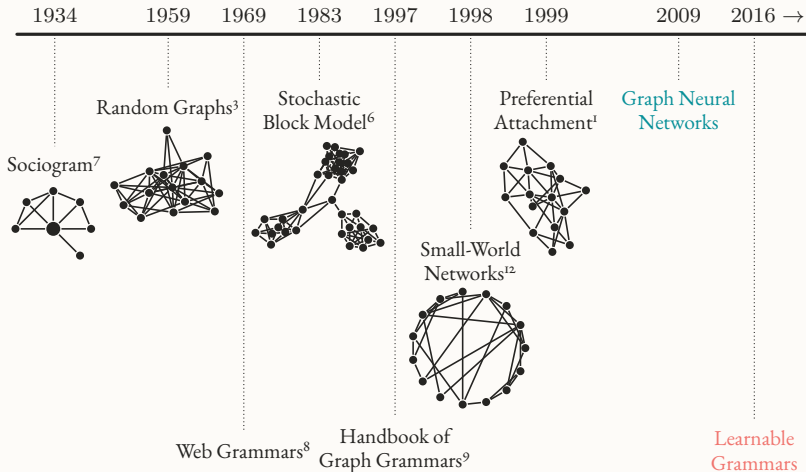 1934 1959 1969 1983 1997 1998 1999 2009 2016 →
Random Graphs³
Stochastic
Block Model⁶
Preferential
Attachment¹
Graph Neural
Networks
Sociogram⁷
Small-World
Networks¹²
Web Grammars⁸
Handbook of
Graph Grammars⁹
Learnable
Grammars